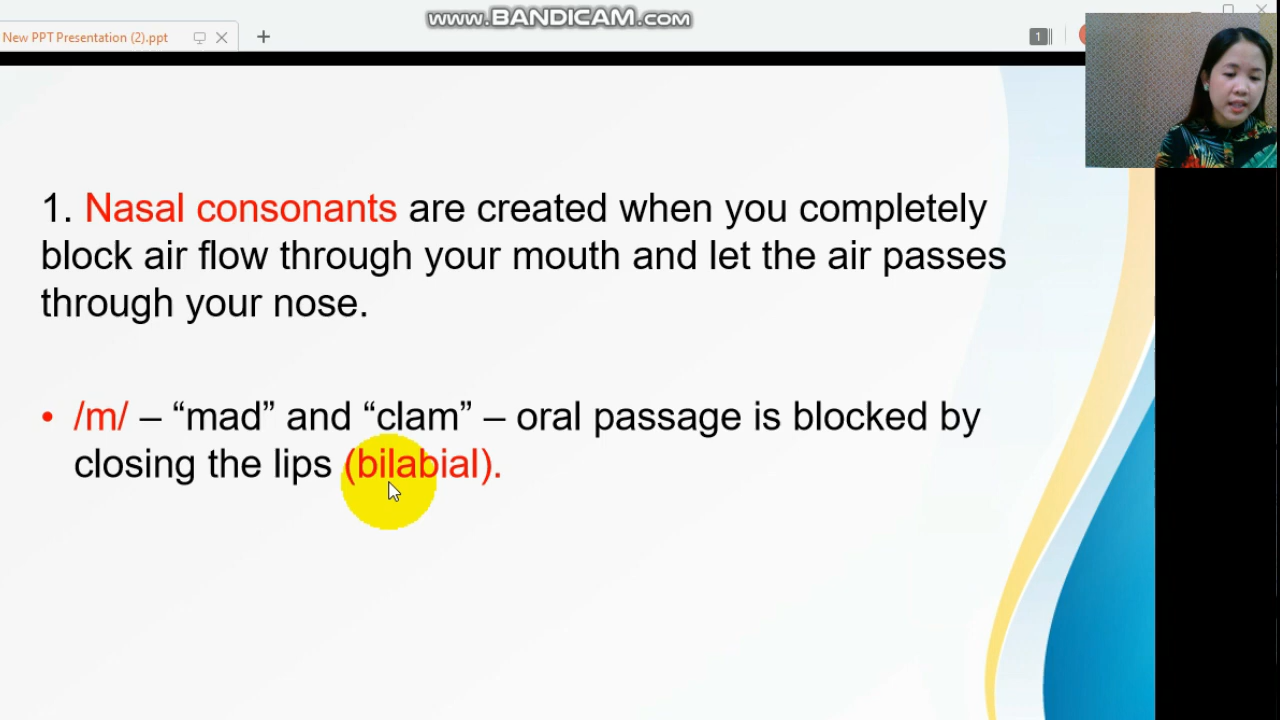 www.BANDICAM.com
New PPT Presentation (2).ppt
1
1. Nasal consonants are created when you completely
block air flow through your mouth and let the air passes
through your nose.
• /m/ – “mad” and “clam” – oral passage is blocked by
closing the lips (bilabial).